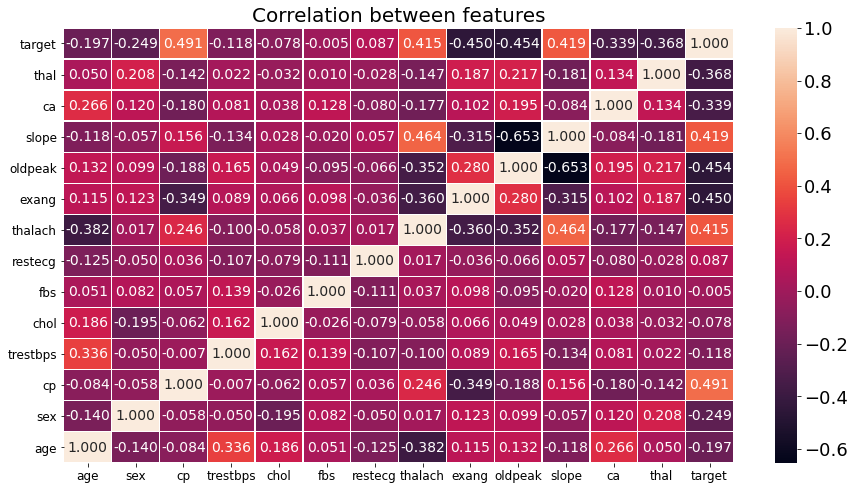 Correlation between features
target -0.197 -0.249 0.491 -0.118 -0.078 -0.005 0.087 0.415 -0.450 -0.454 0.419 -0.339 -0.368 1.000
thal 0.050 0.208 -0.142 0.022 -0.032 0.010 -0.028 -0.147 0.187 0.217 -0.181 0.134 1.000 -0.368
ca 0.266 0.120 -0.180 0.081 0.038 0.128 -0.080 -0.177 0.102 0.195 -0.084 1.000 0.134 -0.339
slope -0.118 -0.057 0.156 -0.134 0.028 -0.020 0.057 0.464 -0.315 -0.653 1.000 -0.084 -0.181 0.419
oldpeak 0.132 0.099 -0.188 0.165 0.049 -0.095 -0.066 -0.352 0.280 1.000 -0.653 0.195 0.217 -0.454
exang 0.115 0.123 -0.349 0.089 0.066 0.098 -0.036 -0.360 1.000 0.280 -0.315 0.102 0.187 -0.450
thalach -0.382 0.017 0.246 -0.100 -0.058 0.037 0.017 1.000 -0.360 -0.352 0.464 -0.177 -0.147 0.415
restecg -0.125 -0.050 0.036 -0.107 -0.079 -0.111 1.000 0.017 -0.036 -0.066 0.057 -0.080 -0.028 0.087
fbs 0.051 0.082 0.057 0.139 -0.026 1.000 -0.111 0.037 0.098 -0.095 -0.020 0.128 0.010 -0.005
chol 0.186 -0.195 -0.062 0.162 1.000 -0.026 -0.079 -0.058 0.066 0.049 0.028 0.038 -0.032 -0.078
trestbps 0.336 -0.050 -0.007 1.000 0.162 0.139 -0.107 -0.100 0.089 0.165 -0.134 0.081 0.022 -0.118
cp -0.084 -0.058 1.000 -0.007 -0.062 0.057 0.036 0.246 -0.349 -0.188 0.156 -0.180 -0.142 0.491
sex -0.140 1.000 -0.058 -0.050 -0.195 0.082 -0.050 0.017 0.123 0.099 -0.057 0.120 0.208 -0.249
age 1.000 -0.140 -0.084 0.336 0.186 0.051 -0.125 -0.382 0.115 0.132 -0.118 0.266 0.050 -0.197
age sex cp trestbps chol fbs restecg thalach exang oldpeak slope ca thal target
1.0
0.8
0.6
0.4
0.2
0.0
−0.2
−0.4
−0.6